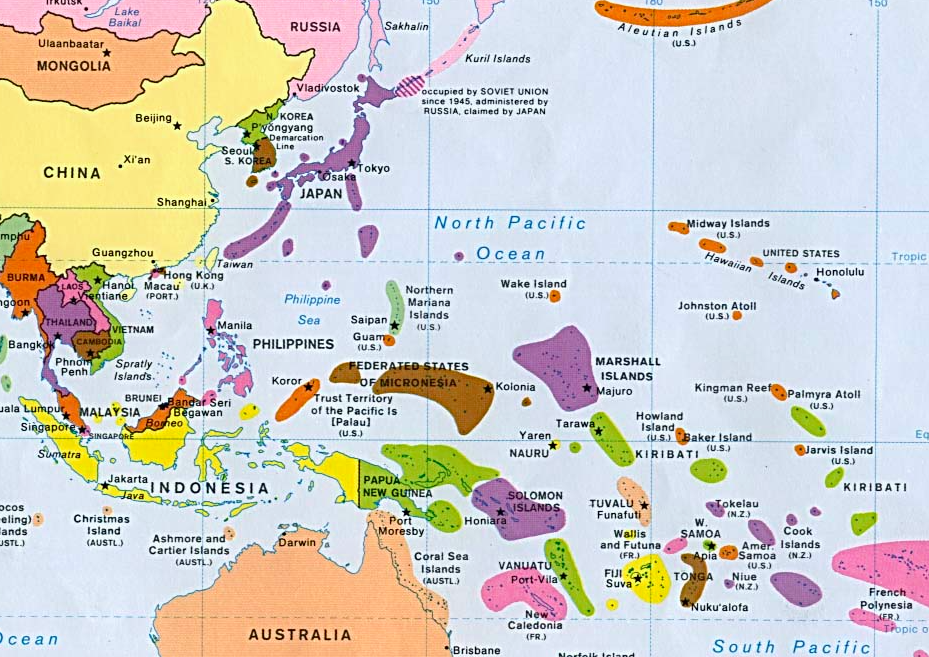 Irkutsk
Lake
Baikal
RUSSIA
Sakhalin
150
180
150
Aleutian Islands
(U.S.)
Ulaanbaatar
MONGOLIA
Kuril Islands
Vladivostok
occupied by SOVIET UNION
since 1945, administered by
RUSSIA, claimed by JAPAN
Beijing
N. KOREA
P'yongyang
Demarcation
Line
Seoul
S. KOREA
Xi'an
CHINA
Tokyo
Osaka
JAPAN
Shanghai
North Pacific
Ocean
Midway Islands
(U.S.)
Hawaiian Islands
UNITED STATES
Honolulu
Tropic
Guangzhou
Taiwan
Hong Kong
(U.K.)
Macau
(PORT.)
BURMA
Hanoi
LAOS
Vientiane
THAILAND
VIETNAM
Bangkok
CAMBODIA
Phnom
Penh
Spratly
Islands
Manila
PHILIPPINES
Philippine
Sea
Northern
Mariana
Islands
(U.S.)
Saipan
Guam
(U.S.)
Wake Island
(U.S.)
Johnston Atoll
(U.S.)
FEDERATED STATES
OF MICRONESIA
Kolonia
MARSHALL
ISLANDS
Majuro
Koror
Trust Territory
of the Pacific Is
[Palau]
(U.S.)
Kingman Reef
(U.S.)
Palmyra Atoll
(U.S.)
BRUNEI
Bandar Seri
Begawan
Kuala Lumpur
MALAYSIA
Singapore
SINGAPORE
Borneo
Sumatra
Tarawa
Yaren
NAURU
Howland
Island
(U.S.)
Baker Island
KIRIBATI
Jarvis Island
(U.S.)
KIRIBATI
Jakarta
Java
INDONESIA
PAPUA
NEW GUINEA
Port
Moresby
SOLOMON
ISLANDS
Honiara
TUVALU
Funafuti
Tokelau
(N.Z.)
Christmas
Island
(AUSTL.)
Ashmore and
Cartier Islands
(AUSTL.)
Darwin
Coral Sea
Islands
(AUSTL.)
VANUATU
Port-Vila
Wallis
and Futuna
(FR.)
W.
SAMOA
Apia
Amer.
Samoa
(U.S.)
Cook
Islands
(N.Z.)
FIJI
Suva
TONGA
Niue
(N.Z.)
Nuku'alofa
New
Caledonia
(FR.)
French
Polynesia
(FR.)
Tropic o
Ocean
AUSTRALIA
Brisbane
Norfolk Island
South Pacific